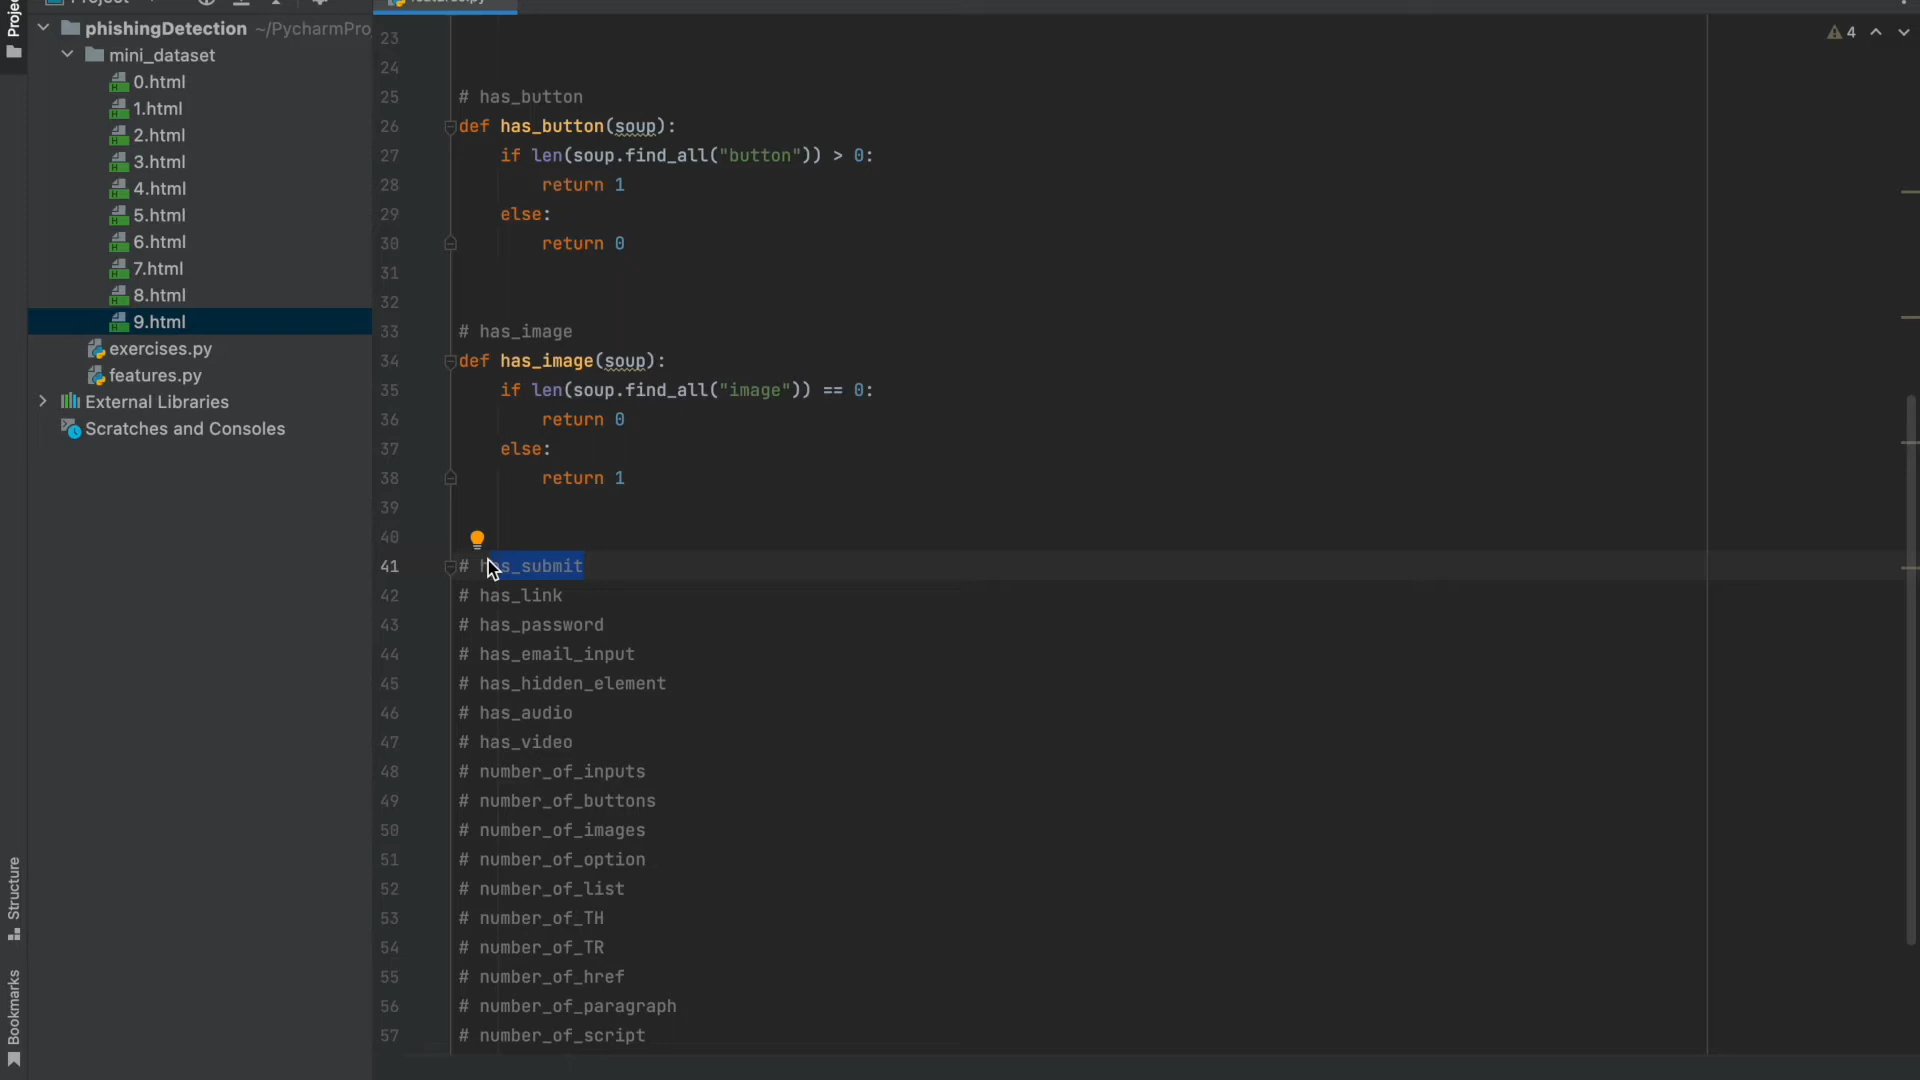 Project
phishingDetection ~/PycharmPro
mini_dataset
0.html
1.html
2.html
3.html
4.html
5.html
6.html
7.html
8.html
9.html
exercises.py
features.py
External Libraries
Scratches and Consoles
Structure
Bookmarks
features.py
4
23
24
25 # has_button
26 def has_button(soup):
27 if len(soup.find_all("button")) > 0:
28 return 1
29 else:
30 return 0
31
32
33 # has_image
34 def has_image(soup):
35 if len(soup.find_all("image")) == 0:
36 return 0
37 else:
38 return 1
39
40
41 # has_submit
42 # has_link
43 # has_password
44 # has_email_input
45 # has_hidden_element
46 # has_audio
47 # has_video
48 # number_of_inputs
49 # number_of_buttons
50 # number_of_images
51 # number_of_option
52 # number_of_list
53 # number_of_TH
54 # number_of_TR
55 # number_of_href
56 # number_of_paragraph
57 # number_of_script